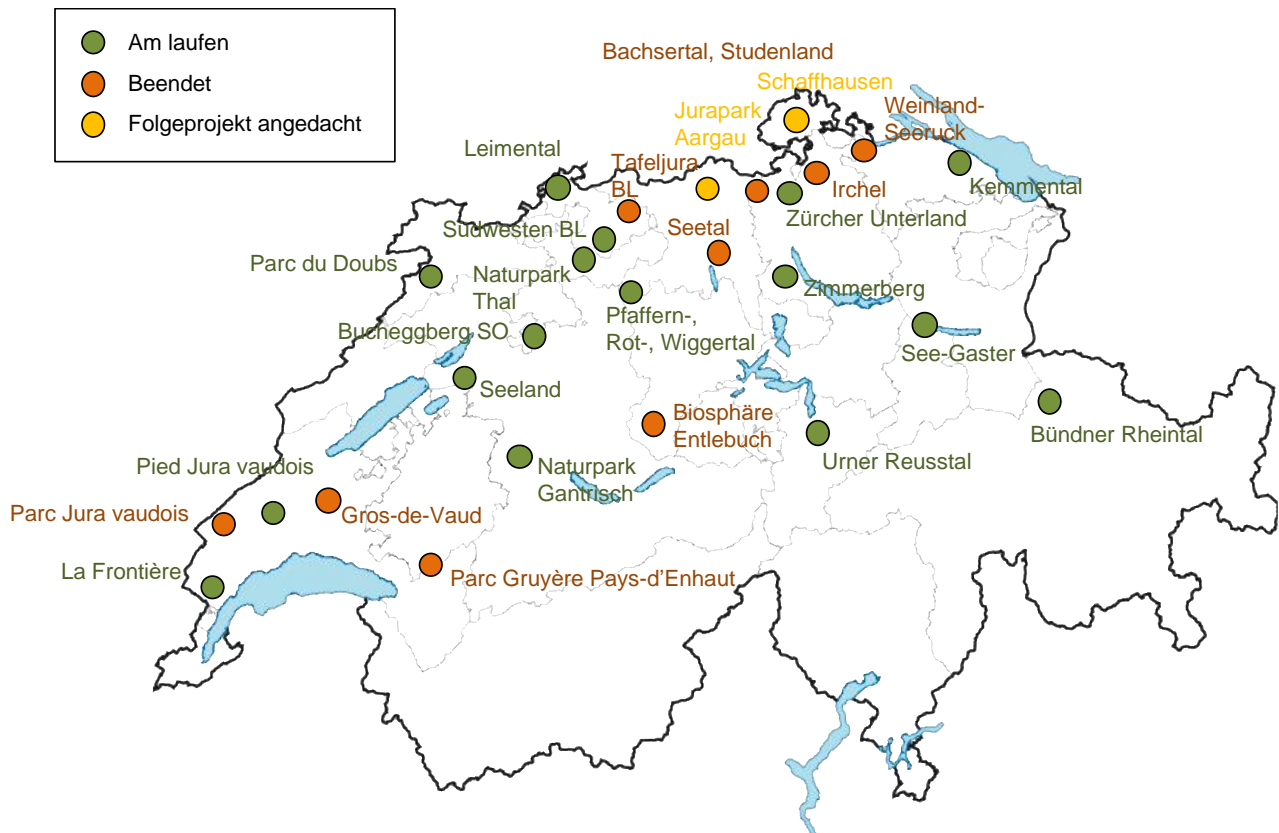 Am laufen
Beendet
Folgeprojekt angedacht
Bachsertal, Studenland
Schaffhausen
Jurapark
Aargau
Weinland-
Seeruck
Leimental
Tafeljura
BL
Irchel
Kemmental
Zürcher Unterland
Südwesten BL
Seetal
Parc du Doubs
Naturpark
Thal
Zimmerberg
Pfaffern-,
Rot-, Wiggertal
Bucheggberg SO
See-Gaster
Seeland
Biosphäre
Entlebuch
Bündner Rheintal
Urner Reusstal
Pied Jura vaudois
Naturpark
Gantrisch
Parc Jura vaudois
Gros-de-Vaud
La Frontière
Parc Gruyère Pays-d'Enhaut